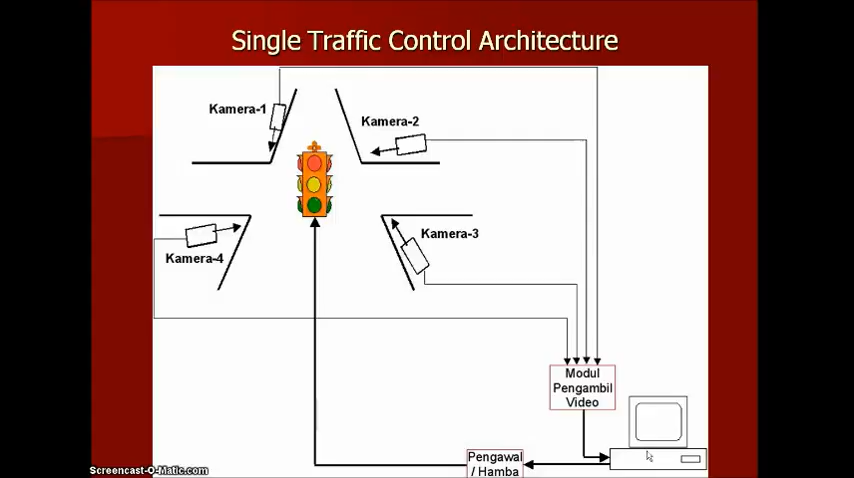 Single Traffic Control Architecture
Kamera-1
Kamera-2
Kamera-3
Kamera-4
Modul
Pengambil
Video
Pengawal
/ Hamba
Screencast-O-Matic.com